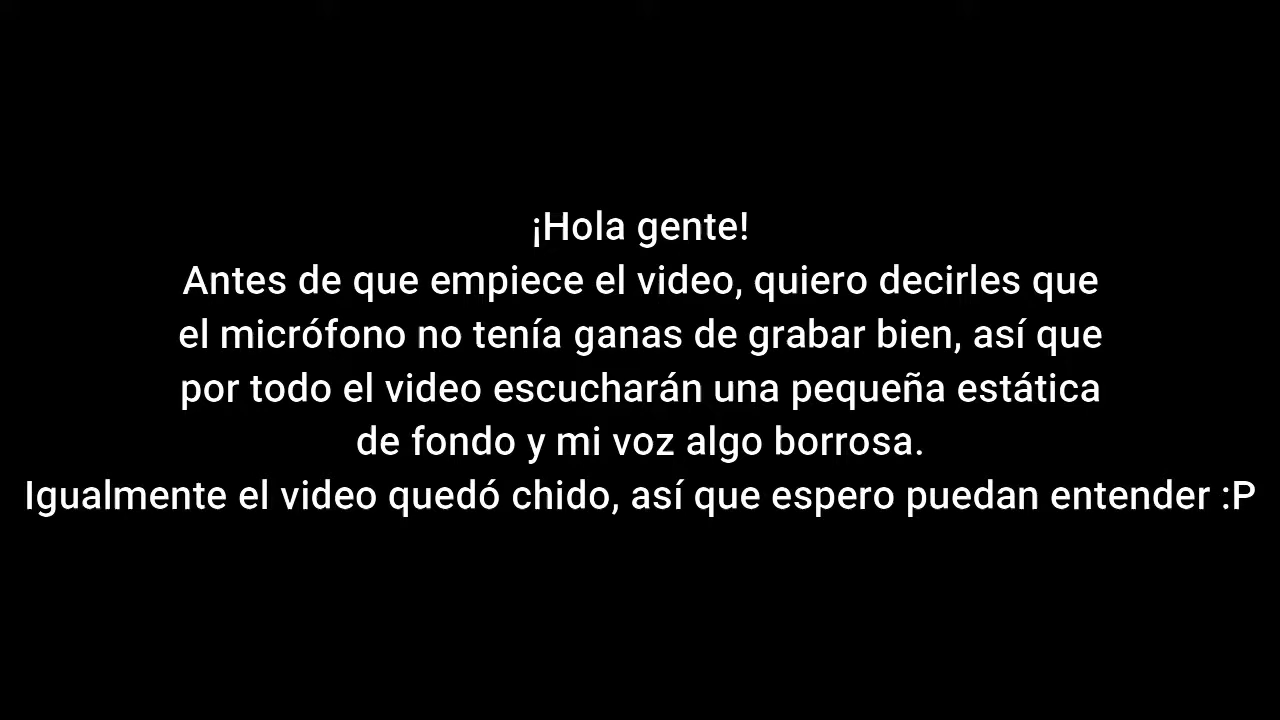 ¡Hola gente!
Antes de que empiece el video, quiero decirles que
el micrófono no tenía ganas de grabar bien, así que
por todo el video escucharán una pequeña estática
de fondo y mi voz algo borrosa.
Igualmente el video quedó chido, así que espero puedan entender :P